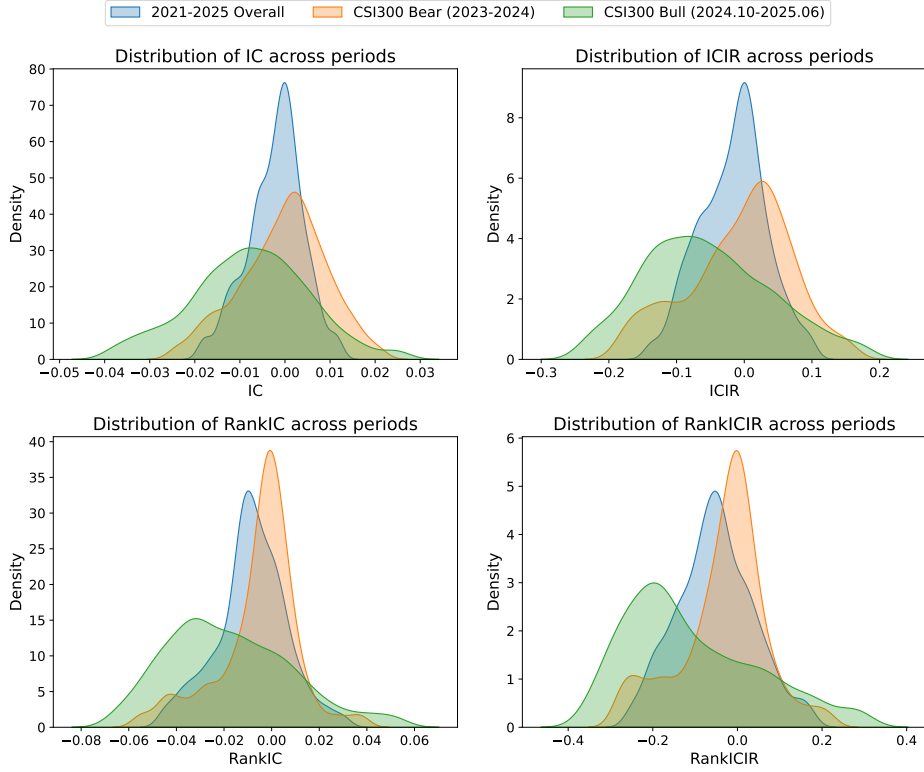 2021-2025 Overall CSI300 Bear (2023-2024) CSI300 Bull (2024.10-2025.06)
Distribution of IC across periods
80
70
60
50
40
30
20
10
0
Density
−0.05 −0.04 −0.03 −0.02 −0.01 0.00 0.01 0.02 0.03
IC
Distribution of ICIR across periods
8
6
4
2
0
Density
−0.3 −0.2 −0.1 0.0 0.1 0.2
ICIR
Distribution of RankIC across periods
40
35
30
25
20
15
10
5
0
Density
−0.08 −0.06 −0.04 −0.02 0.00 0.02 0.04 0.06
RankIC
Distribution of RankICIR across periods
6
5
4
3
2
1
0
Density
−0.4 −0.2 0.0 0.2 0.4
RankICIR